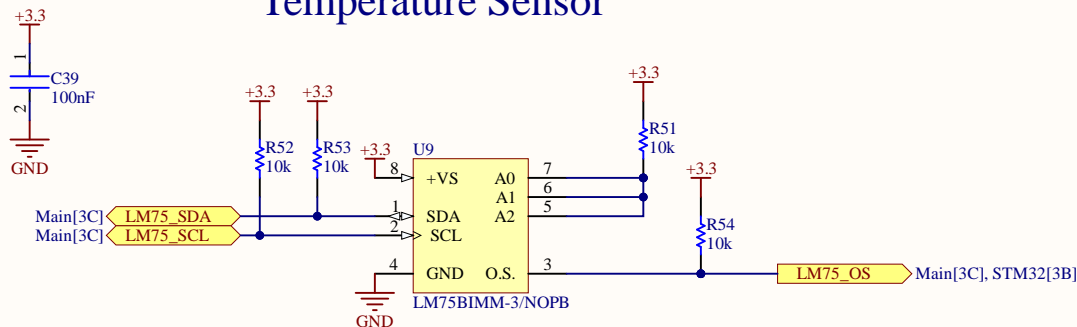 Temperature Sensor
+3.3
1
C39
100nF
2
GND
+3.3
+3.3
R52
10k
R53
10k
+3.3
U9
8
+VS
A0
7
A1
6
A2
5
+3.3
R51
10k
Main[3C]
LM75_SDA
1
SDA
Main[3C]
LM75_SCL
2
SCL
4
GND
O.S.
3
GND
LM75BIMM-3/NOPB
+3.3
R54
10k
LM75_OS
Main[3C], STM32[3B]